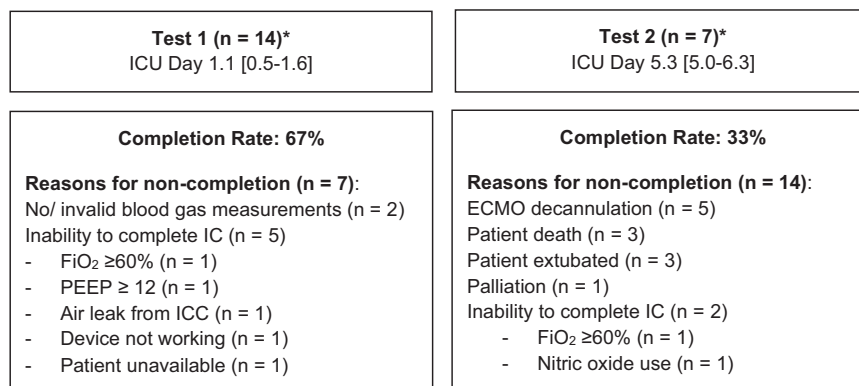 Test 1 (n = 14)*
ICU Day 1.1 [0.5-1.6]
Completion Rate: 67%
Reasons for non-completion (n = 7):
No/ invalid blood gas measurements (n = 2)
Inability to complete IC (n = 5)
- FiO₂ ≥60% (n = 1)
- PEEP ≥ 12 (n = 1)
- Air leak from ICC (n = 1)
- Device not working (n = 1)
- Patient unavailable (n = 1)
Test 2 (n = 7)*
ICU Day 5.3 [5.0-6.3]
Completion Rate: 33%
Reasons for non-completion (n = 14):
ECMO decannulation (n = 5)
Patient death (n = 3)
Patient extubated (n = 3)
Palliation (n = 1)
Inability to complete IC (n = 2)
- FiO₂ ≥60% (n = 1)
- Nitric oxide use (n = 1)